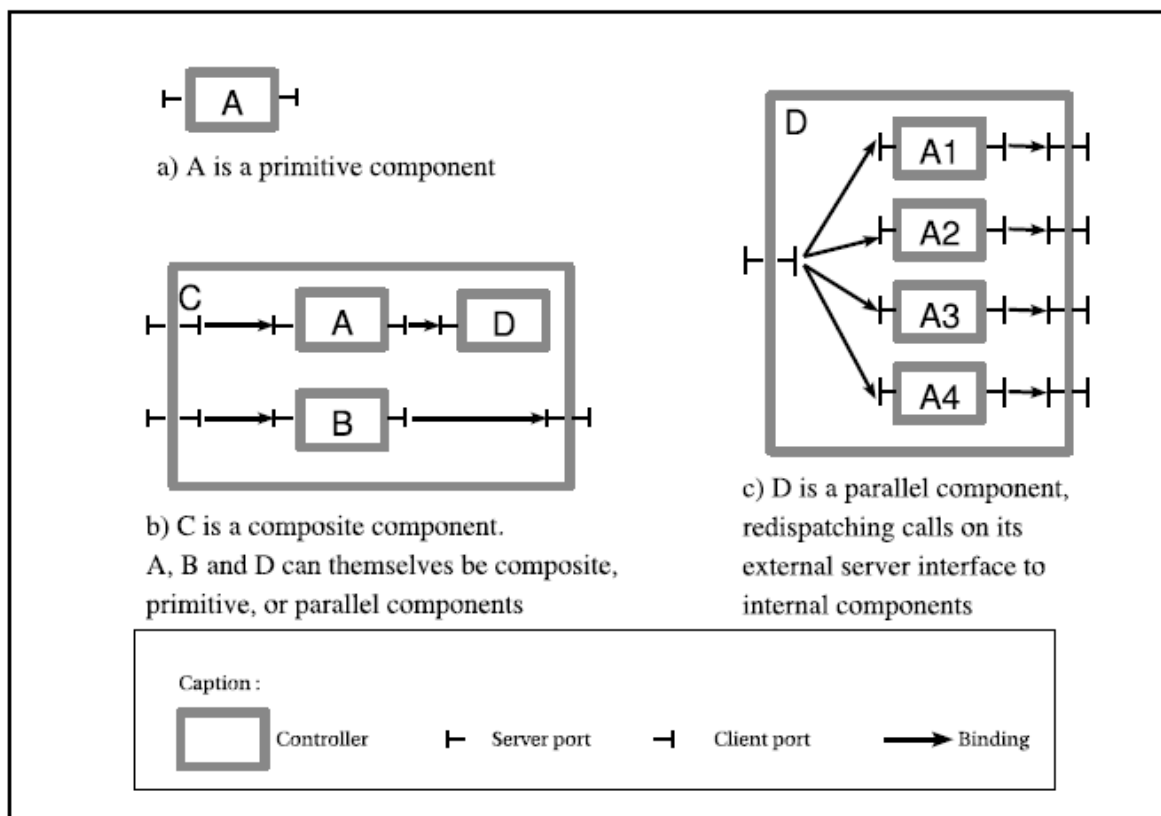 A
a) A is a primitive component
C
A
D
B
b) C is a composite component.
A, B and D can themselves be composite,
primitive, or parallel components
D
A1
A2
A3
A4
c) D is a parallel component,
redispatching calls on its
external server interface to
internal components
Caption :
Controller
Server port
Client port
Binding